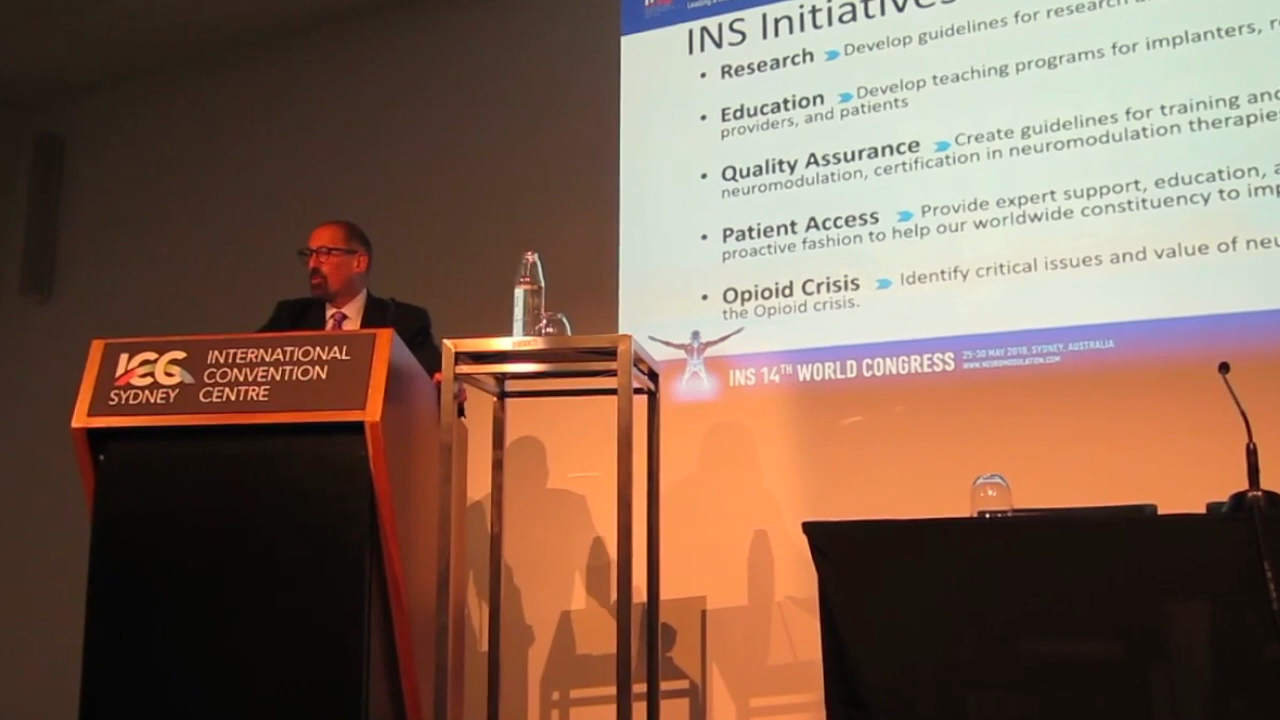 INS Initiatives
• Research Develop guidelines for research
• Education Develop teaching programs for implanters,
providers, and patients
• Quality Assurance Create guidelines for training and
neuromodulation, certification in neuromodulation therapie
• Patient Access Provide expert support, education,
proactive fashion to help our worldwide constituency to imp
• Opioid Crisis Identify critical issues and value of neu
the Opioid crisis.
INS 14TH WORLD CONGRESS
25-30 MAY 2019, SYDNEY, AUSTRALIA
WWW.NEUROMODULATION.COM
ICC
SYDNEY
INTERNATIONAL
CONVENTION
CENTRE